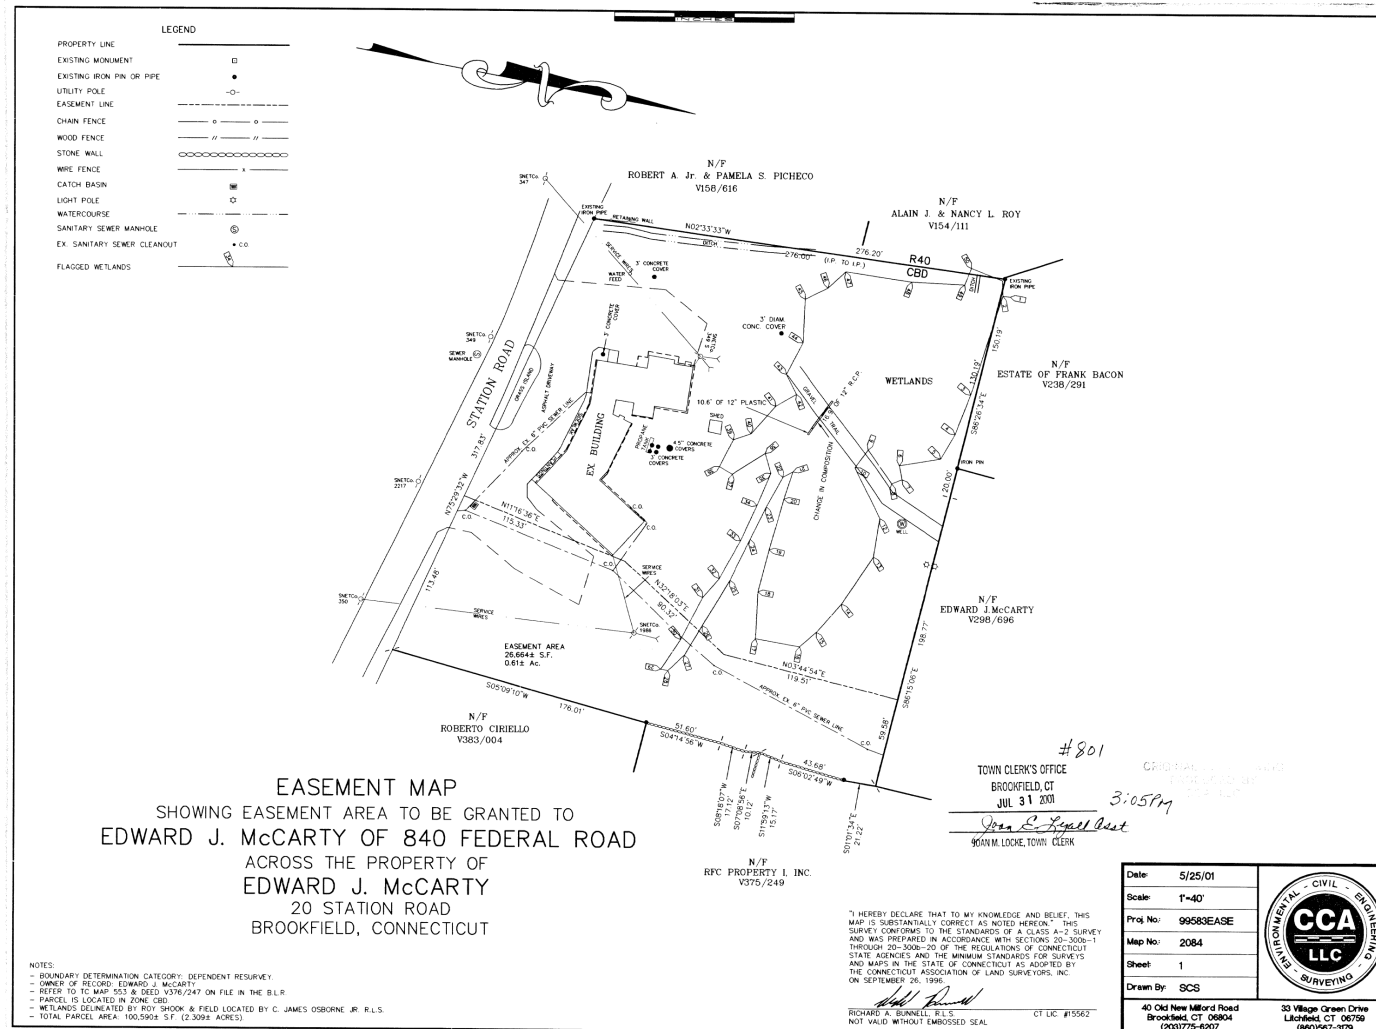 LEGEND
PROPERTY LINE
EXISTING MONUMENT
EXISTING IRON PIN OR PIPE
UTILITY POLE
EASEMENT LINE
CHAIN FENCE
WOOD FENCE
STONE WALL
WIRE FENCE
CATCH BASIN
LIGHT POLE
WATERCOURSE
SANITARY SEWER MANHOLE
EX. SANITARY SEWER CLEANOUT
C.O.
FLAGGED WETLANDS
N/F
ROBERT A. Jr. & PAMELA S. PICHECO
V158/616
N/F
ALAIN J. & NANCY L. ROY
V154/111
SNETCo.
347
EXISTING
IRON PIPE
RETAINING WALL
N02°33'33"W
DITCH
276.00'
(I.P. TO I.P.)
276.20'
R40
CBD
DITCH
EXISTING
IRON PIPE
SERVICE WIRES
WATER
FEED
3' CONCRETE
COVER
3' CONCRETE
COVER
3' DIAM.
CONC. COVER
SNETCo.
349
SEWER
MANHOLE
STATION ROAD
GRASS ISLAND
ASPHALT DRIVEWAY
APPROX. EX. 6" PVC SEWER LINE
C.O.
EX. BUILDING
10.6' OF 12" PLASTIC
SHED
PROPANE
TANK
4.5" CONCRETE
COVERS
3' CONCRETE
COVERS
GRAVEL
TRAIL
OF 12" R.C.P.
CHANGE IN COMPOSITION
WETLANDS
150.19'
130.19'
S86°26'34"E
N/F
ESTATE OF FRANK BACON
V238/291
IRON PIN
20.00'
WELL
317.83'
N75°29'32"W
SNETCo.
2217
N11°16'36"E
115.33'
C.O.
C.O.
C.O.
C.O.
SERVICE
WIRES
N32°18'03"E
90.32'
113.48'
SNETCo.
350
SERVICE
WIRES
SNETCo.
1986
N/F
EDWARD J. McCARTY
V298/696
198.77'
S86°15'06"E
59.58'
EASEMENT AREA
26,664± S.F.
0.61± Ac.
N03°44'54"E
119.51'
C.O.
APPROX. EX. 6" PVC SEWER LINE
C.O.
S05°09'10"W
176.01'
N/F
ROBERTO CIRIELLO
V383/004
51.60'
S04°14'56"W
43.68'
S06°02'49"W
S08°18'07"W
17.12'
S07°08'56"E
10.12'
S11°59'13"W
15.17'
S01°01'34"E
21.22'
N/F
RFC PROPERTY I, INC.
V375/249
#801
TOWN CLERK'S OFFICE
BROOKFIELD, CT
JUL 31 2001
3:05PM
JOAN M. LOCKE, TOWN CLERK
EASEMENT MAP
SHOWING EASEMENT AREA TO BE GRANTED TO
EDWARD J. McCARTY OF 840 FEDERAL ROAD
ACROSS THE PROPERTY OF
EDWARD J. McCARTY
20 STATION ROAD
BROOKFIELD, CONNECTICUT
NOTES:
- BOUNDARY DETERMINATION CATEGORY: DEPENDENT RESURVEY.
- OWNER OF RECORD: EDWARD J. McCARTY
- REFER TO TC MAP 553 & DEED V376/247 ON FILE IN THE B.L.R.
- PARCEL IS LOCATED IN ZONE CBD.
- WETLANDS DELINEATED BY ROY SHOOK & FIELD LOCATED BY C. JAMES OSBORNE JR. R.L.S.
- TOTAL PARCEL AREA: 100,590± S.F. (2.309± ACRES).
"I HEREBY DECLARE THAT TO MY KNOWLEDGE AND BELIEF, THIS
MAP IS SUBSTANTIALLY CORRECT AS NOTED HEREON." THIS
SURVEY CONFORMS TO THE STANDARDS OF A CLASS A-2 SURVEY
AND WAS PREPARED IN ACCORDANCE WITH SECTIONS 20-300b-1
THROUGH 20-300b-20 OF THE REGULATIONS OF CONNECTICUT
STATE AGENCIES AND THE MINIMUM STANDARDS FOR SURVEYS
AND MAPS IN THE STATE OF CONNECTICUT AS ADOPTED BY
THE CONNECTICUT ASSOCIATION OF LAND SURVEYORS, INC.
ON SEPTEMBER 26, 1996.
RICHARD A. BUNNELL, R.L.S. CT LIC. #15562
NOT VALID WITHOUT EMBOSSED SEAL
Date: 5/25/01
Scale: 1"=40'
Proj. No.: 99583EASE
Map No.: 2084
Sheet: 1
Drawn By: SCS
ENVIRONMENTAL - CIVIL - ENGINEERING
CCA
LLC
SURVEYING
40 Old New Milford Road
Brookfield, CT 06804
(203)775-6207
33 Village Green Drive
Litchfield, CT 06759
(860)567-3179